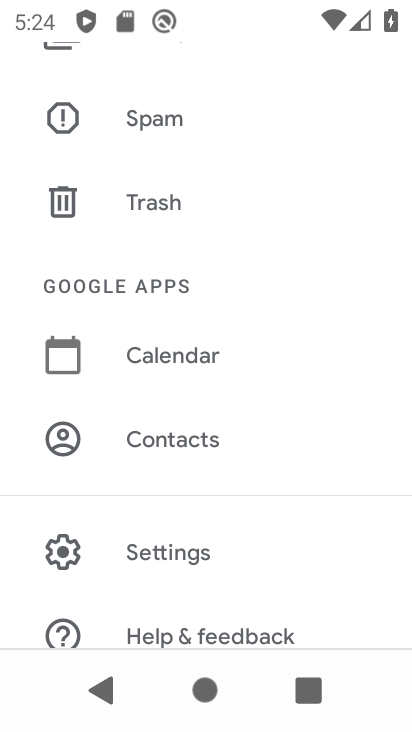 5:24
Spam
Trash
GOOGLE APPS
Calendar
Contacts
Settings
Help & feedback